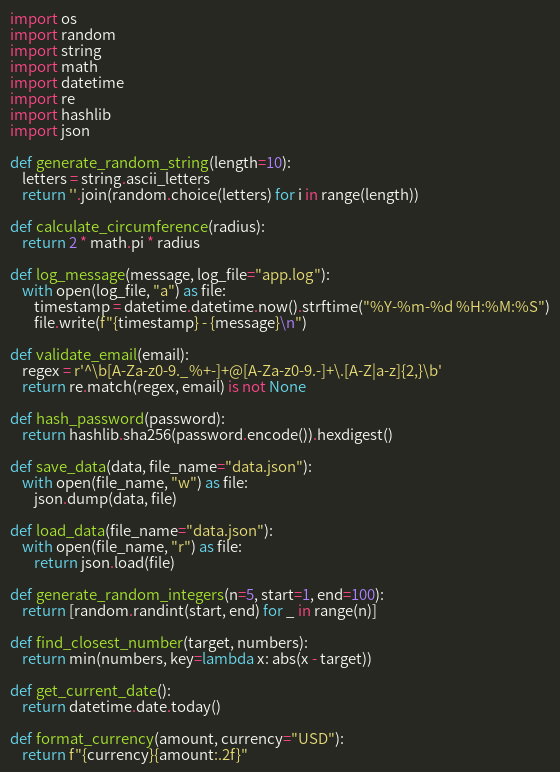 import os
import random
import string
import math
import datetime
import re
import hashlib
import json

def generate_random_string(length=10):
    letters = string.ascii_letters
    return ''.join(random.choice(letters) for i in range(length))

def calculate_circumference(radius):
    return 2 * math.pi * radius

def log_message(message, log_file="app.log"):
    with open(log_file, "a") as file:
        timestamp = datetime.datetime.now().strftime("%Y-%m-%d %H:%M:%S")
        file.write(f"{timestamp} - {message}\n")

def validate_email(email):
    regex = r'^\b[A-Za-z0-9._%+-]+@[A-Za-z0-9.-]+\.[A-Z|a-z]{2,}\b'
    return re.match(regex, email) is not None

def hash_password(password):
    return hashlib.sha256(password.encode()).hexdigest()

def save_data(data, file_name="data.json"):
    with open(file_name, "w") as file:
        json.dump(data, file)

def load_data(file_name="data.json"):
    with open(file_name, "r") as file:
        return json.load(file)

def generate_random_integers(n=5, start=1, end=100):
    return [random.randint(start, end) for _ in range(n)]

def find_closest_number(target, numbers):
    return min(numbers, key=lambda x: abs(x - target))

def get_current_date():
    return datetime.date.today()

def format_currency(amount, currency="USD"):
    return f"{currency}{amount:.2f}"